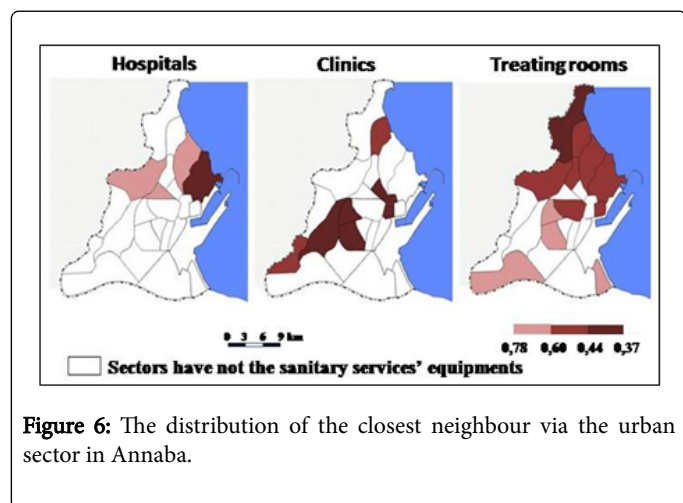 Hospitals Clinics Treating rooms
0 3 6 9 km
0,78 0,60 0,44 0,37
Sectors have not the sanitary services' equipments
Figure 6: The distribution of the closest neighbour via the urban
sector in Annaba.